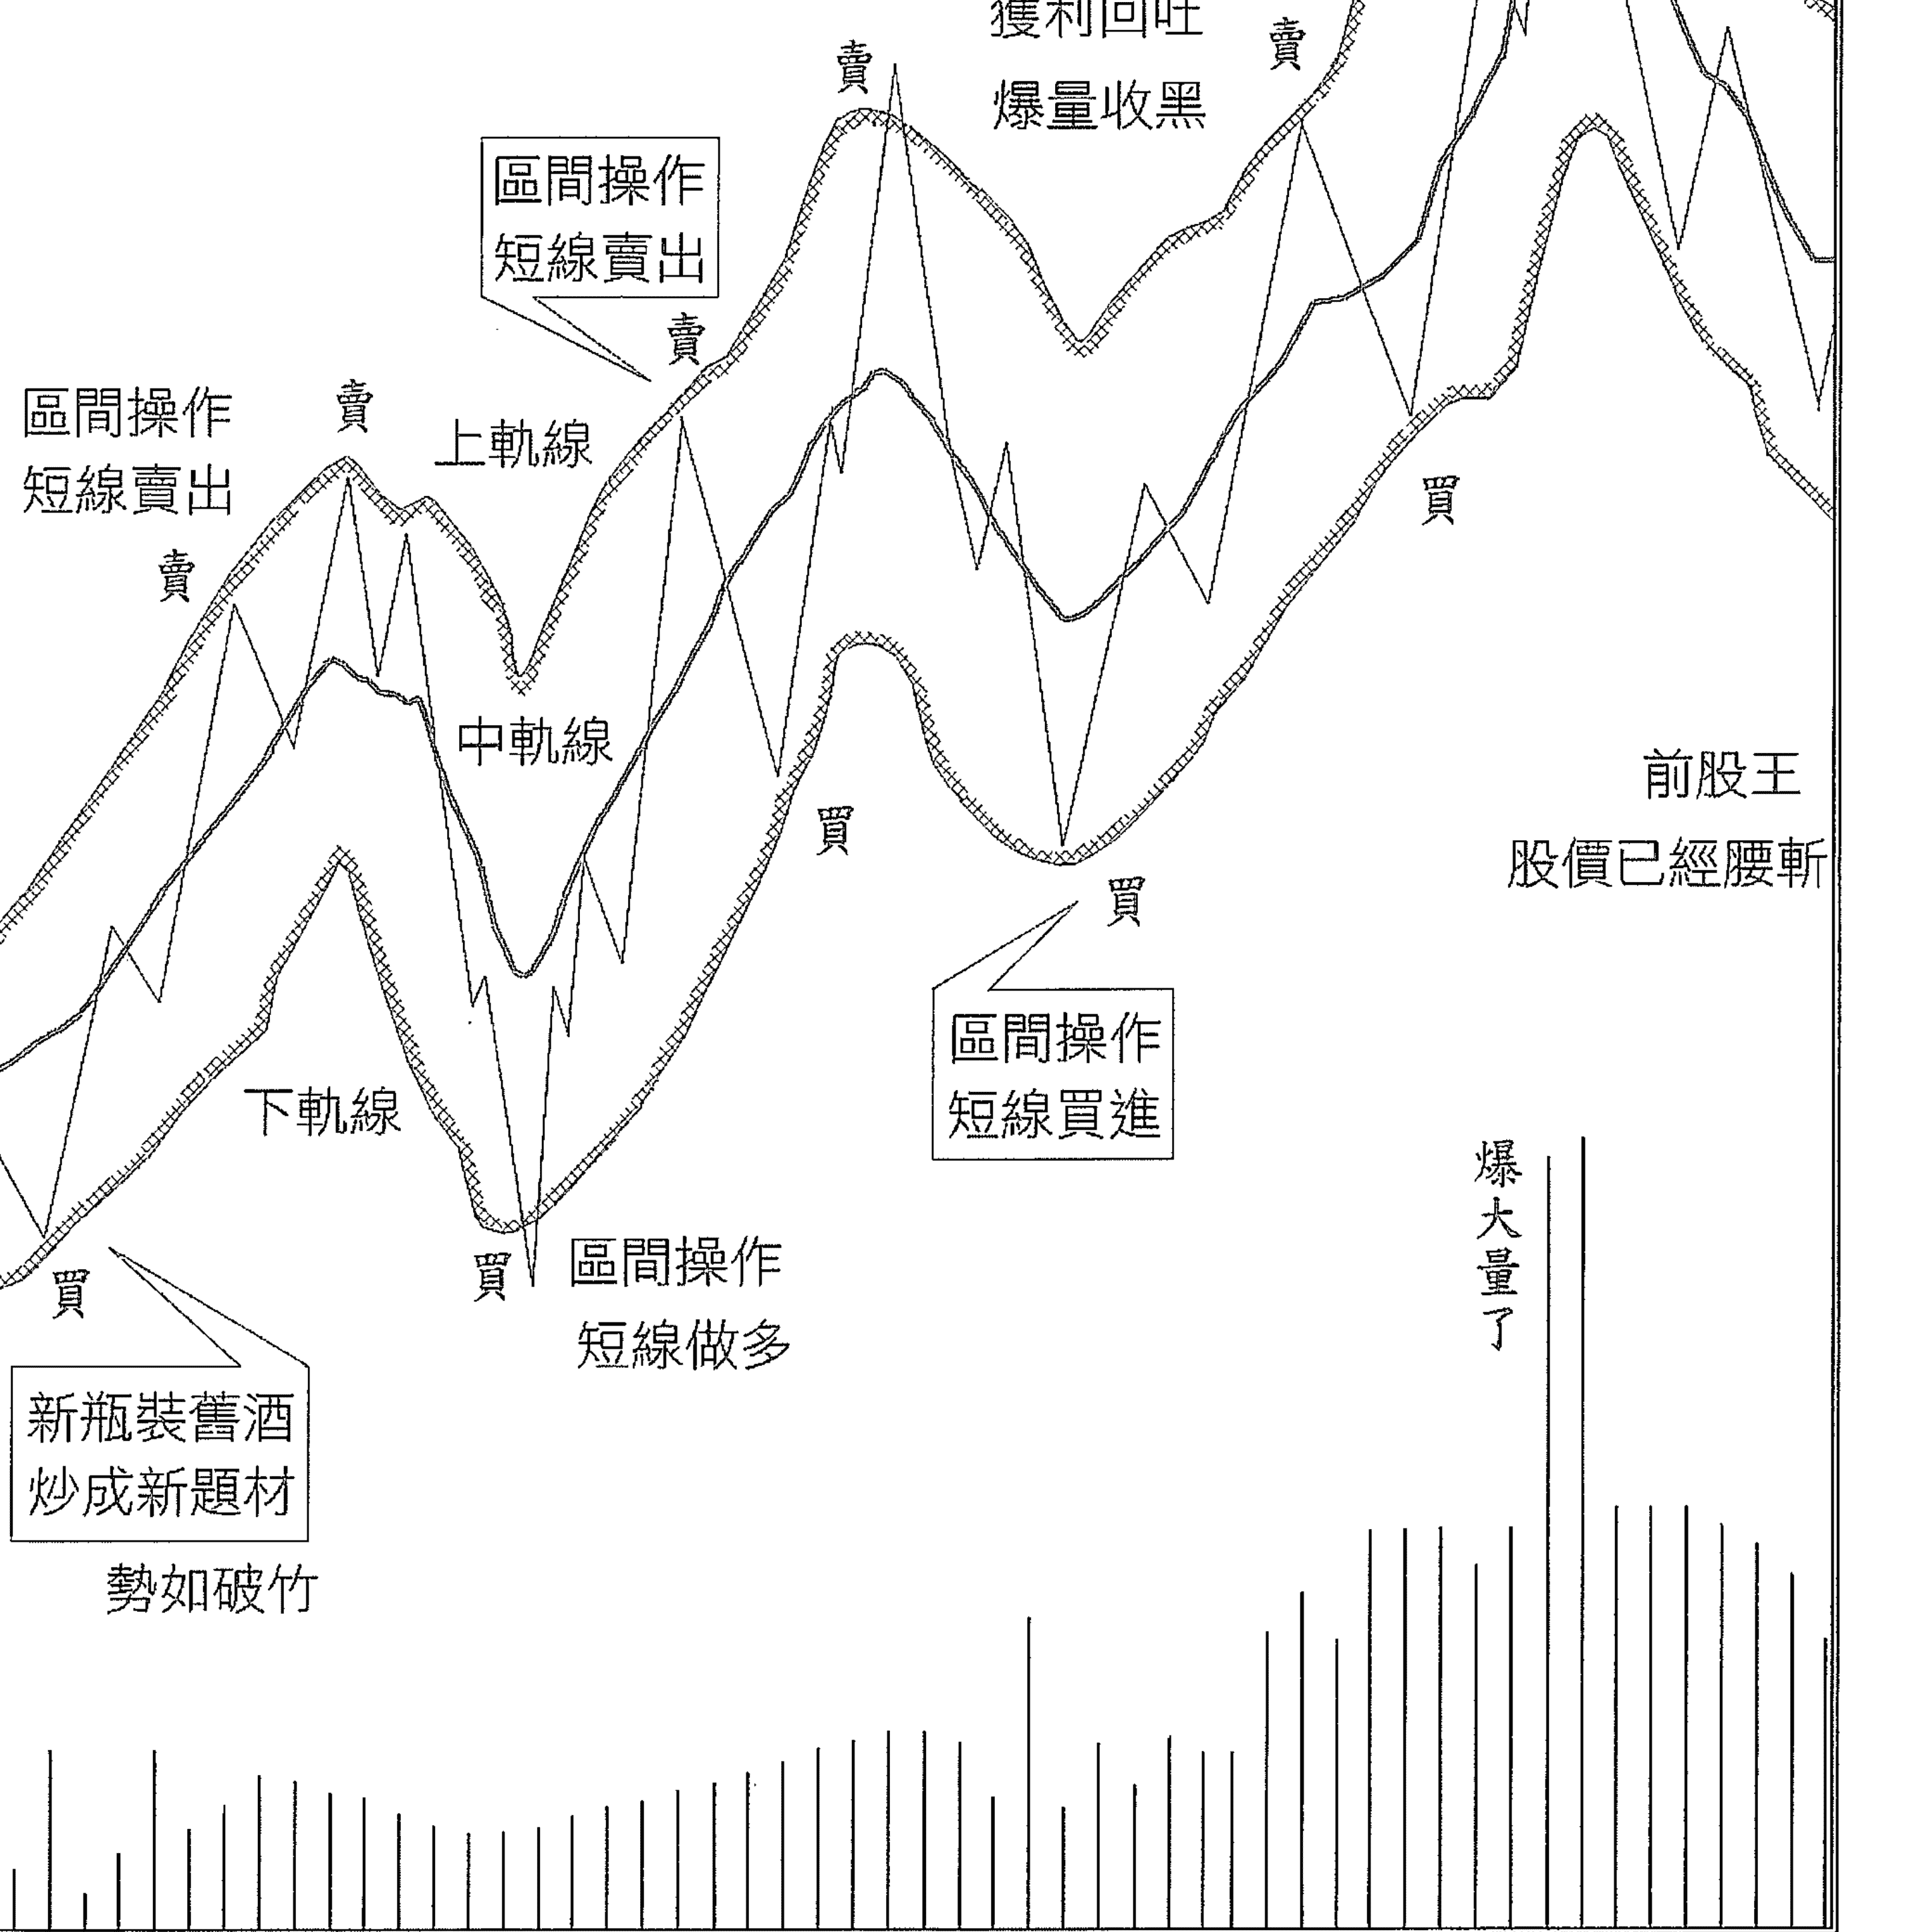 獲利回吐
爆量收黑
賣
賣
區間操作
短線賣出
賣
區間操作
短線賣出
賣
上軌線
賣
買
中軌線
前股王
股價已經腰斬
買
買
區間操作
短線買進
下軌線
爆大量了
買
買
區間操作
短線做多
新瓶裝舊酒
炒成新題材
勢如破竹